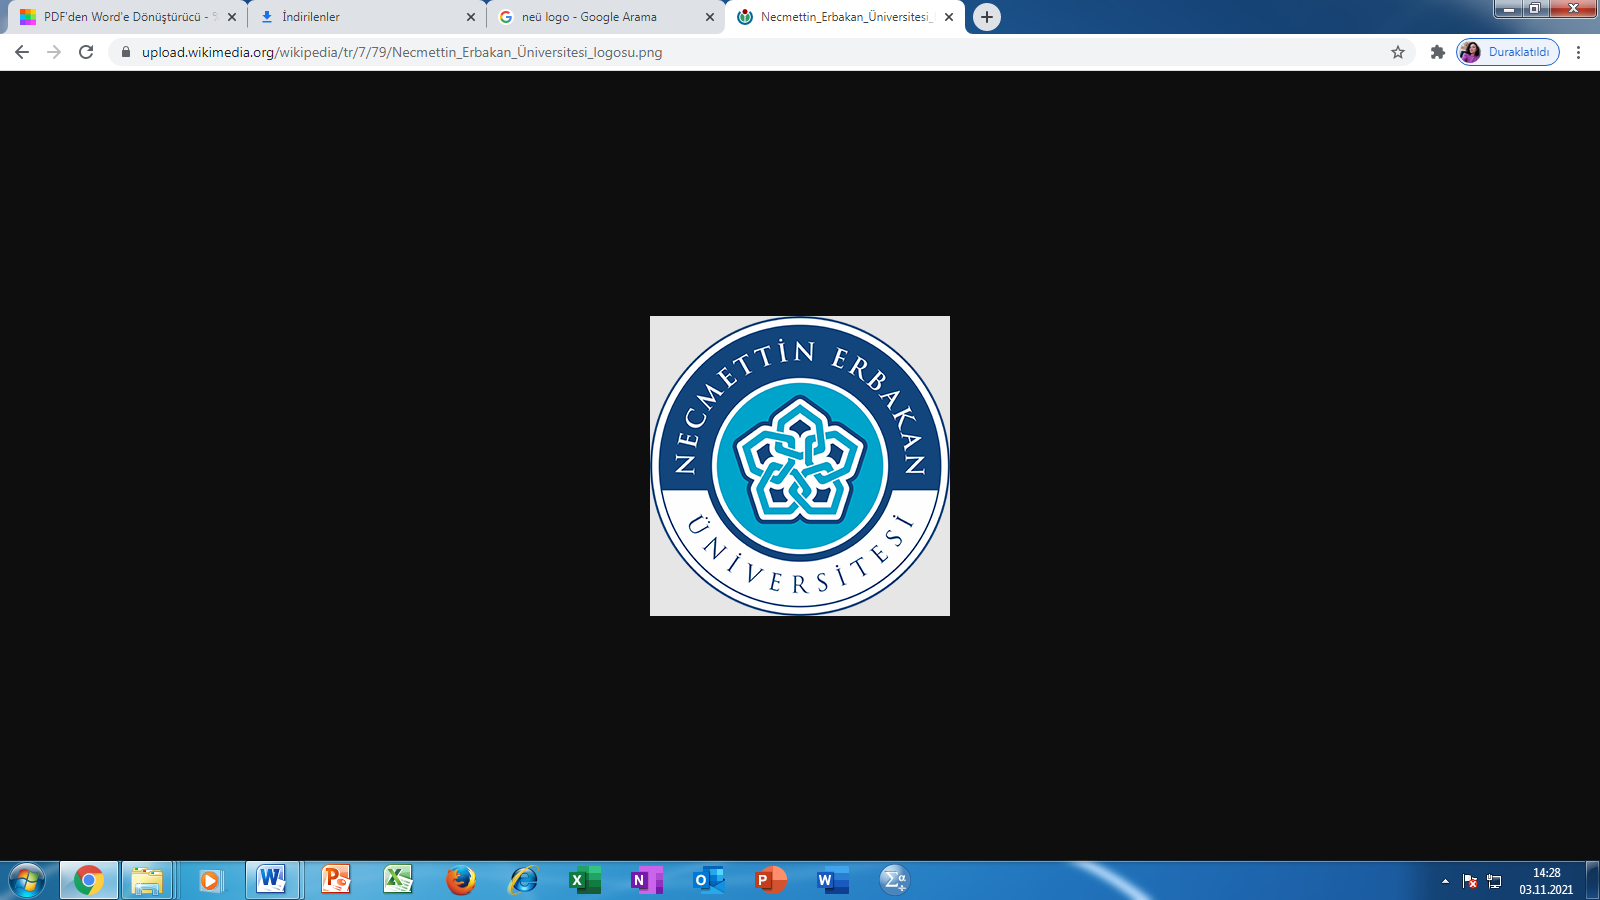 PDF'den Word'e Dönüştürücü -
İndirilenler
neü logo - Google Arama
Necmettin_Erbakan_Üniversitesi_
upload.wikimedia.org/wikipedia/tr/7/79/Necmettin_Erbakan_Üniversitesi_logosu.png
Duraklatıldı
NECMETTİN ERBAKAN
ÜNİVERSİTESİ
14:28
03.11.2021